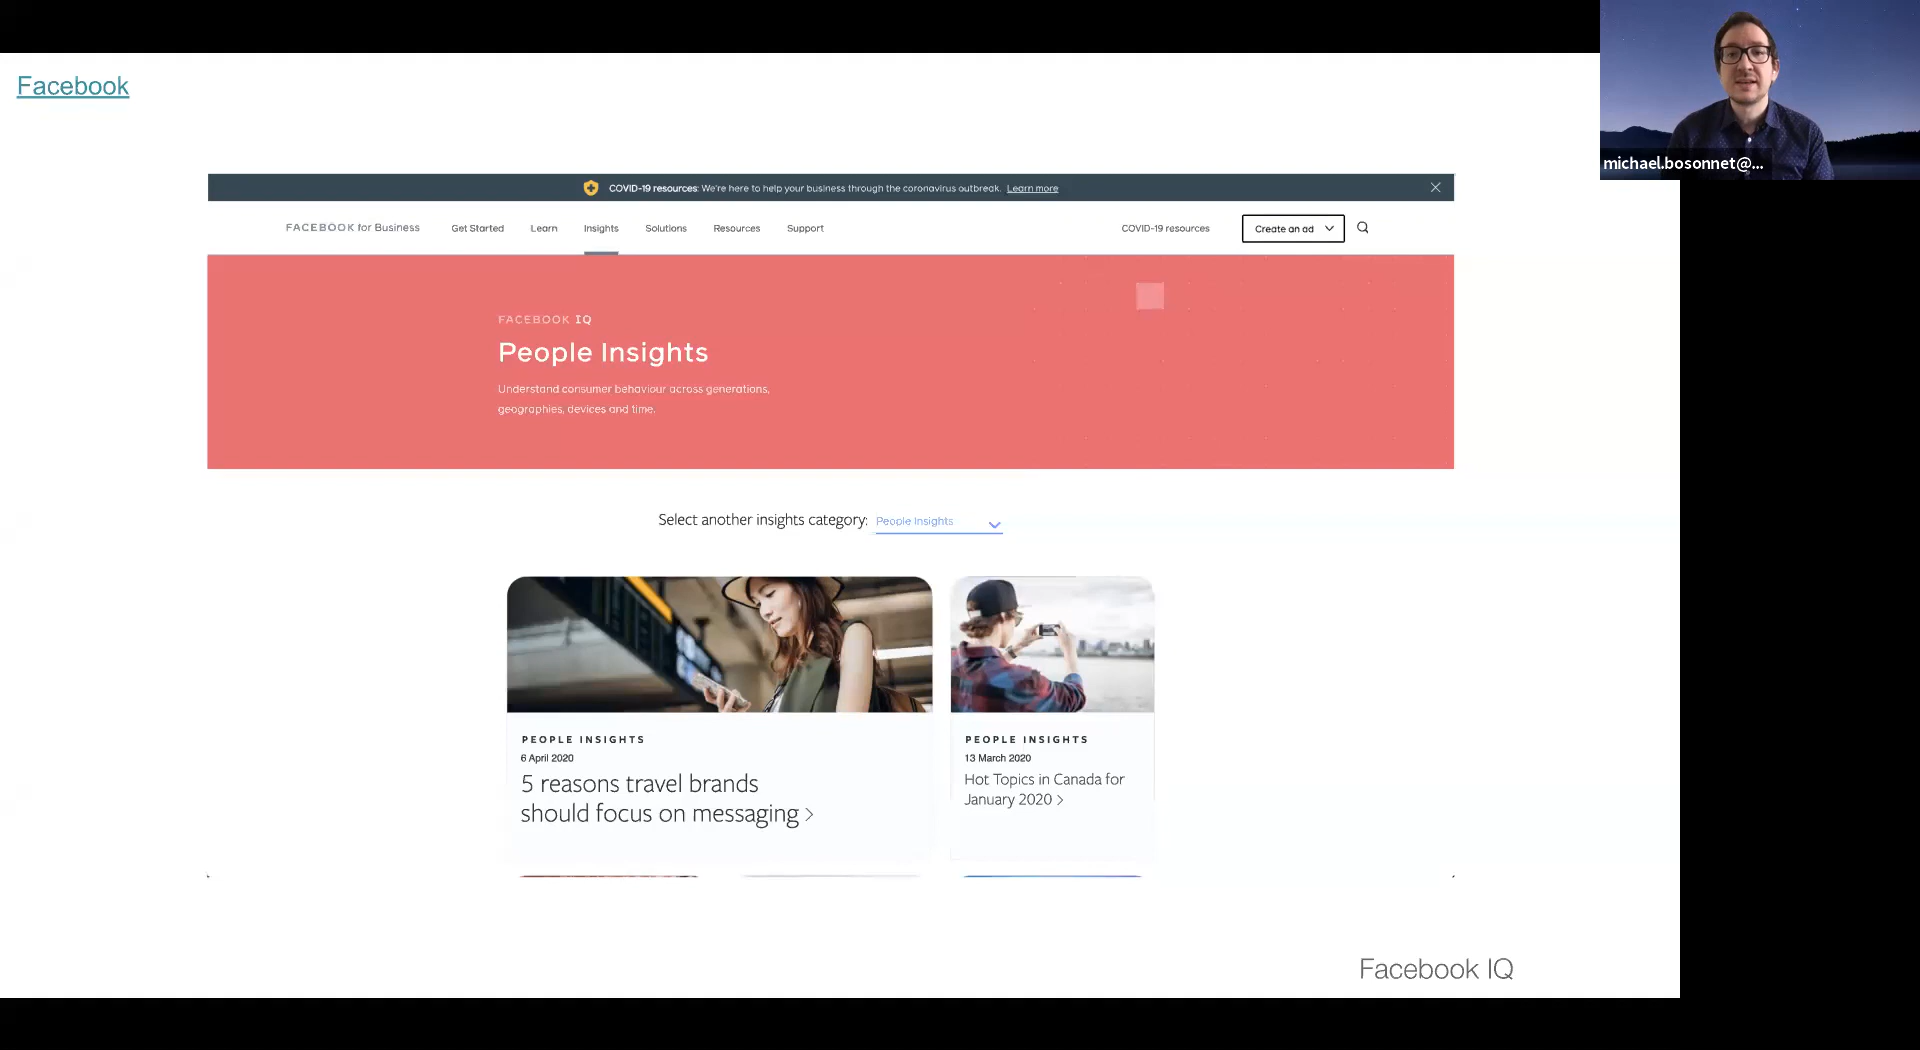 Facebook
michael.bosonnet@...
COVID-19 resources: We're here to help your business through the coronavirus outbreak. Learn more
FACEBOOK for Business Get Started Learn Insights Solutions Resources Support COVID-19 resources Create an ad
FACEBOOK IQ
People Insights
Understand consumer behaviour across generations,
geographies, devices and time.
Select another insights category: People Insights
PEOPLE INSIGHTS
6 April 2020
5 reasons travel brands
should focus on messaging >
PEOPLE INSIGHTS
13 March 2020
Hot Topics in Canada for
January 2020 >
Facebook IQ